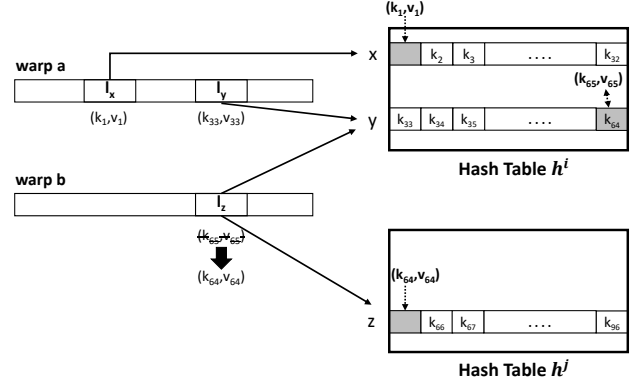 (k1,v1)
x k2 k3 .... k32
warp a
lx ly
(k1,v1) (k33,v33)
(k65,v65)
y k33 k34 k35 .... k64
Hash Table h^i
warp b
lz
(k65,v65)
(k64,v64)
(k64,v64)
z k66 k67 .... k96
Hash Table h^j